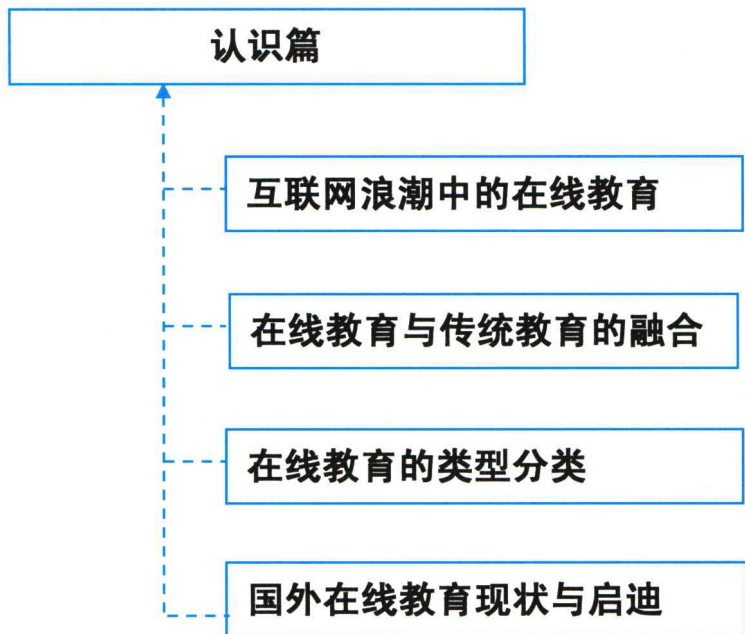 认识篇
互联网浪潮中的在线教育
在线教育与传统教育的融合
在线教育的类型分类
国外在线教育现状与启迪